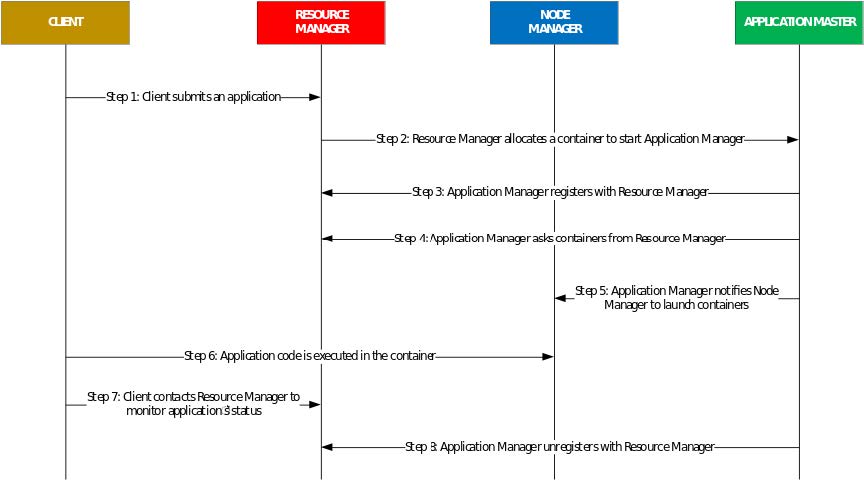 CLIENT
RESOURCE
MANAGER
NODE
MANAGER
APPLICATION MASTER
Step 1: Client submits an application
Step 2: Resource Manager allocates a container to start Application Manager
Step 3: Application Manager registers with Resource Manager
Step 4: Application Manager asks containers from Resource Manager
Step 5: Application Manager notifies Node
Manager to launch containers
Step 6: Application code is executed in the container
Step 7: Client contacts Resource Manager to
monitor application's status
Step 8: Application Manager unregisters with Resource Manager